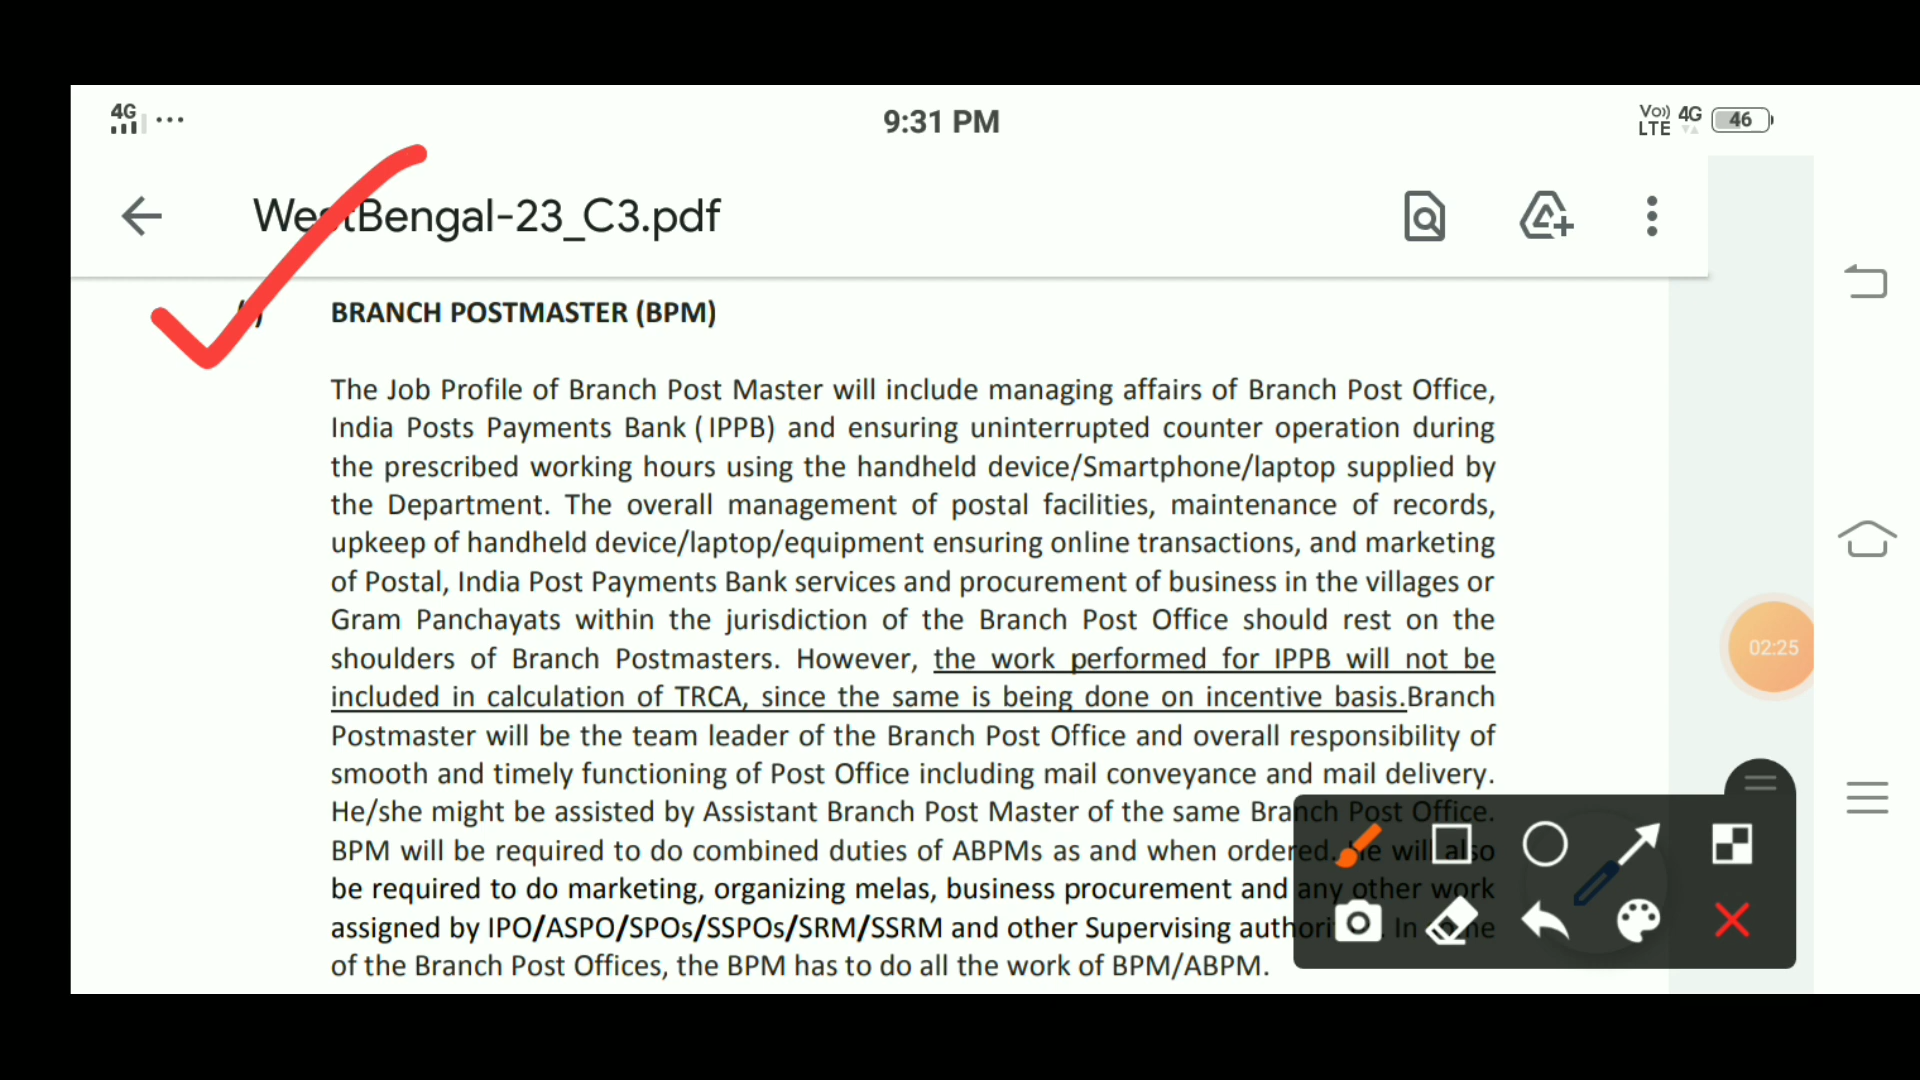 4G ...
9:31 PM
Vo)) LTE 4G 46
WestBengal-23_C3.pdf
BRANCH POSTMASTER (BPM)
The Job Profile of Branch Post Master will include managing affairs of Branch Post Office,
India Posts Payments Bank ( IPPB) and ensuring uninterrupted counter operation during
the prescribed working hours using the handheld device/Smartphone/laptop supplied by
the Department. The overall management of postal facilities, maintenance of records,
upkeep of handheld device/laptop/equipment ensuring online transactions, and marketing
of Postal, India Post Payments Bank services and procurement of business in the villages or
Gram Panchayats within the jurisdiction of the Branch Post Office should rest on the
shoulders of Branch Postmasters. However, the work performed for IPPB will not be
included in calculation of TRCA, since the same is being done on incentive basis.Branch
Postmaster will be the team leader of the Branch Post Office and overall responsibility of
smooth and timely functioning of Post Office including mail conveyance and mail delivery.
He/she might be assisted by Assistant Branch Post Master of the same Branch Post Office.
BPM will be required to do combined duties of ABPMs as and when ordered. He will also
be required to do marketing, organizing melas, business procurement and any other work
assigned by IPO/ASPO/SPOs/SSPOs/SRM/SSRM and other Supervising In
of the Branch Post Offices, the BPM has to do all the work of BPM/ABPM.
02:25